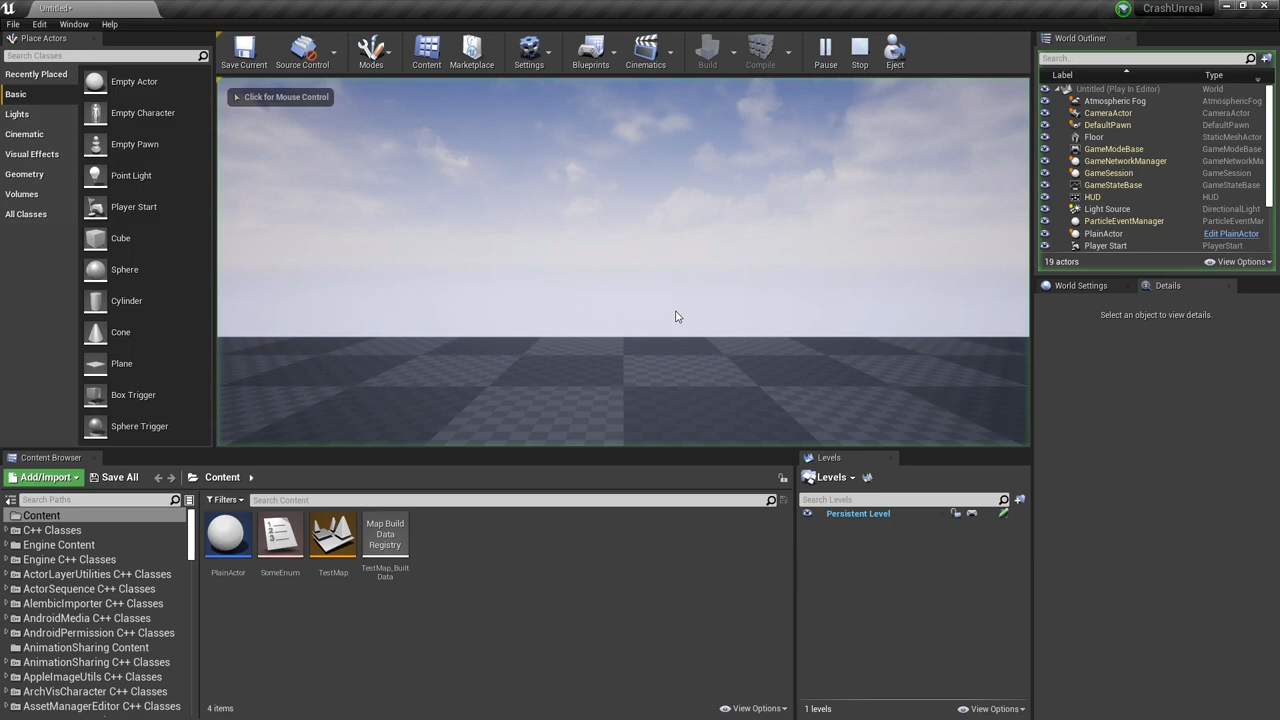 Untitled*
CrashUnreal
File Edit Window Help
Place Actors
Search Classes
Recently Placed
Basic
Lights
Cinematic
Visual Effects
Geometry
Volumes
All Classes
Empty Actor
Empty Character
Empty Pawn
Point Light
Player Start
Cube
Sphere
Cylinder
Cone
Plane
Box Trigger
Sphere Trigger
Save Current Source Control Modes Content Marketplace Settings Blueprints Cinematics Build Compile Pause Stop Eject
Click for Mouse Control
World Outliner
Search...
Label Type
Untitled (Play In Editor) World
Atmospheric Fog AtmosphericFog
CameraActor CameraActor
DefaultPawn DefaultPawn
Floor StaticMeshActor
GameModeBase GameModeBase
GameNetworkManager GameNetworkMa
GameSession GameSession
GameStateBase GameStateBase
HUD HUD
Light Source DirectionalLight
ParticleEventManager ParticleEventMar
PlainActor Edit PlainActor
Player Start PlayerStart
19 actors View Options
World Settings Details
Select an object to view details.
Content Browser
Add/Import Save All Content
Search Paths
Filters Search Content
Content
C++ Classes
Engine Content
Engine C++ Classes
ActorLayerUtilities C++ Classes
ActorSequence C++ Classes
AlembicImporter C++ Classes
AndroidMedia C++ Classes
AndroidPermission C++ Classes
AnimationSharing Content
AnimationSharing C++ Classes
AppleImageUtils C++ Classes
ArchVisCharacter C++ Classes
AssetManagerEditor C++ Classes
Map Build
Data
Registry
PlainActor SomeEnum TestMap TestMap_Built
Data
4 items View Options
Levels
Levels
Search Levels
Persistent Level
1 levels View Options